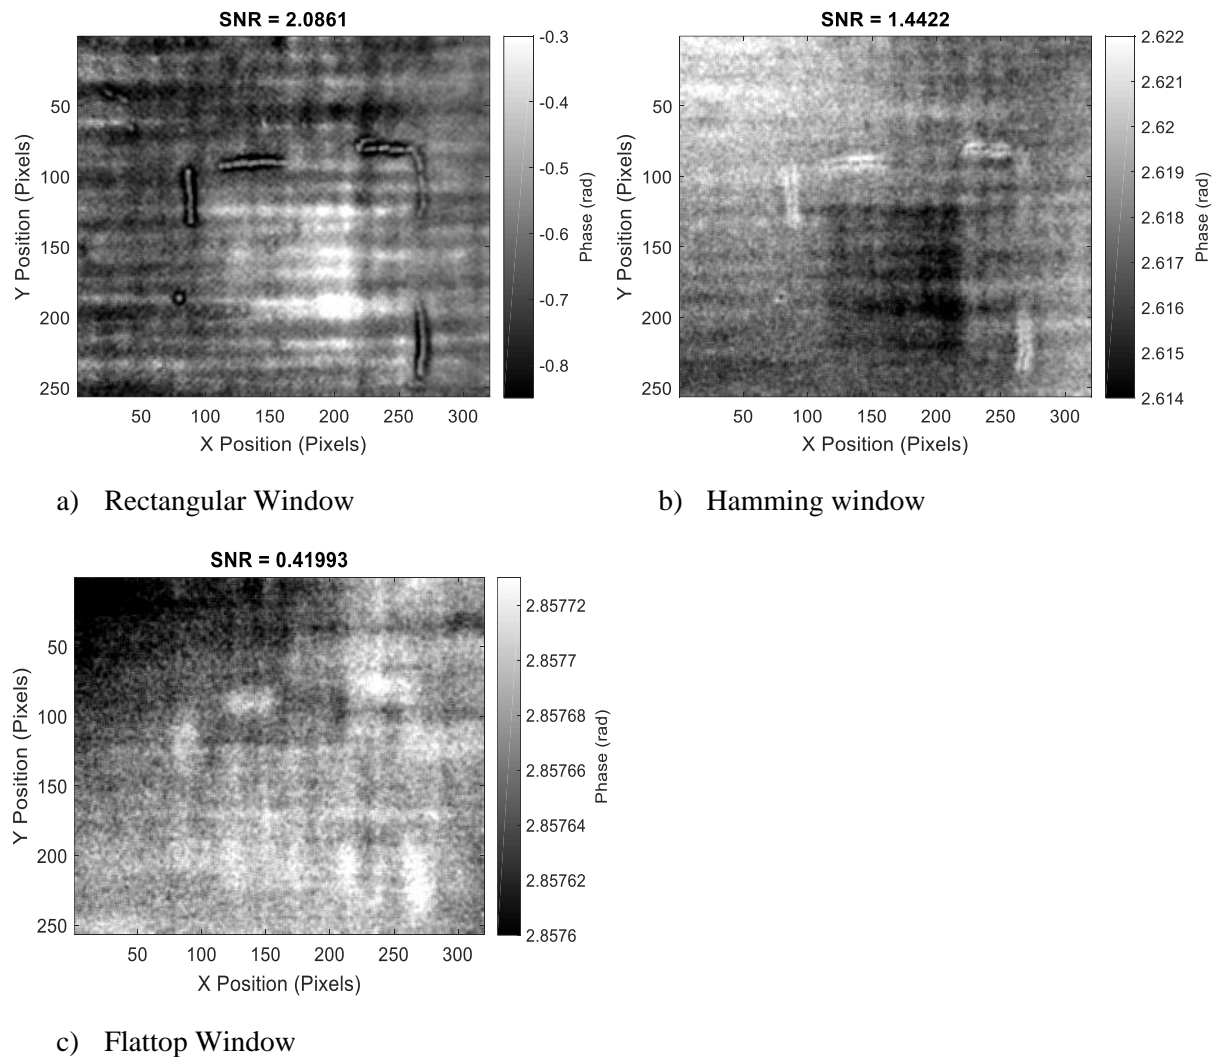 SNR = 2.0861
-0.3
-0.4
-0.5
-0.6
-0.7
-0.8
Phase (rad)
50
100
150
200
250
Y Position (Pixels)
50 100 150 200 250 300
X Position (Pixels)
a) Rectangular Window
SNR = 1.4422
2.622
2.621
2.62
2.619
2.618
2.617
2.616
2.615
2.614
Phase (rad)
50
100
150
200
250
Y Position (Pixels)
50 100 150 200 250 300
X Position (Pixels)
b) Hamming window
SNR = 0.41993
2.85772
2.8577
2.85768
2.85766
2.85764
2.85762
2.8576
Phase (rad)
50
100
150
200
250
Y Position (Pixels)
50 100 150 200 250 300
X Position (Pixels)
c) Flattop Window